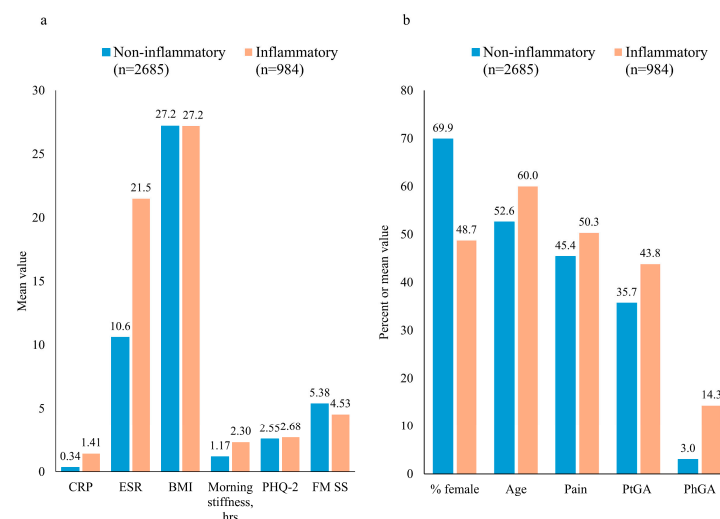 a
Non-inflammatory
(n=2685)
Inflammatory
(n=984)
Mean value
30
25
20
15
10
5
0
0.34
1.41
10.6
21.5
27.2
27.2
1.17
2.30
2.55
2.68
5.38
4.53
CRP
ESR
BMI
Morning
stiffness,
hrs
PHQ-2
FM SS
b
Non-inflammatory
(n=2685)
Inflammatory
(n=984)
Percent or mean value
80
70
60
50
40
30
20
10
0
69.9
48.7
52.6
60.0
45.4
50.3
35.7
43.8
3.0
14.3
% female
Age
Pain
PtGA
PhGA